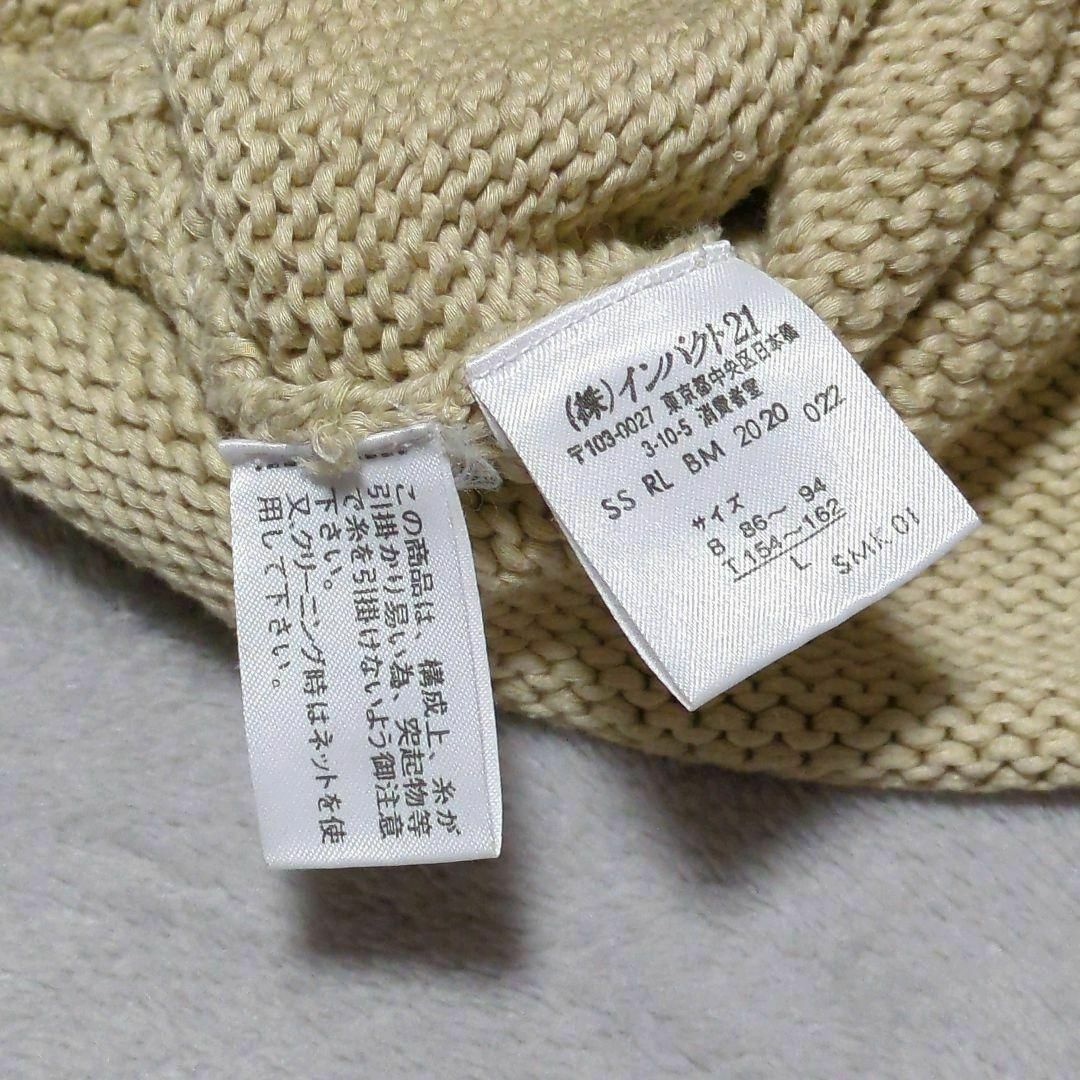 この商品は、構成上、糸が
引掛かり易い為、突起物等
で糸を引掛けないよう御注意
下さい。
又、クリーニング時はネットを使
用して下さい。
(株)インパクト21
〒103-0027 東京都中央区日本橋
3-10-5 消費者室
SS RL BM 2020 022
サイズ
B 86〜 94
T154〜162
L SMK 01